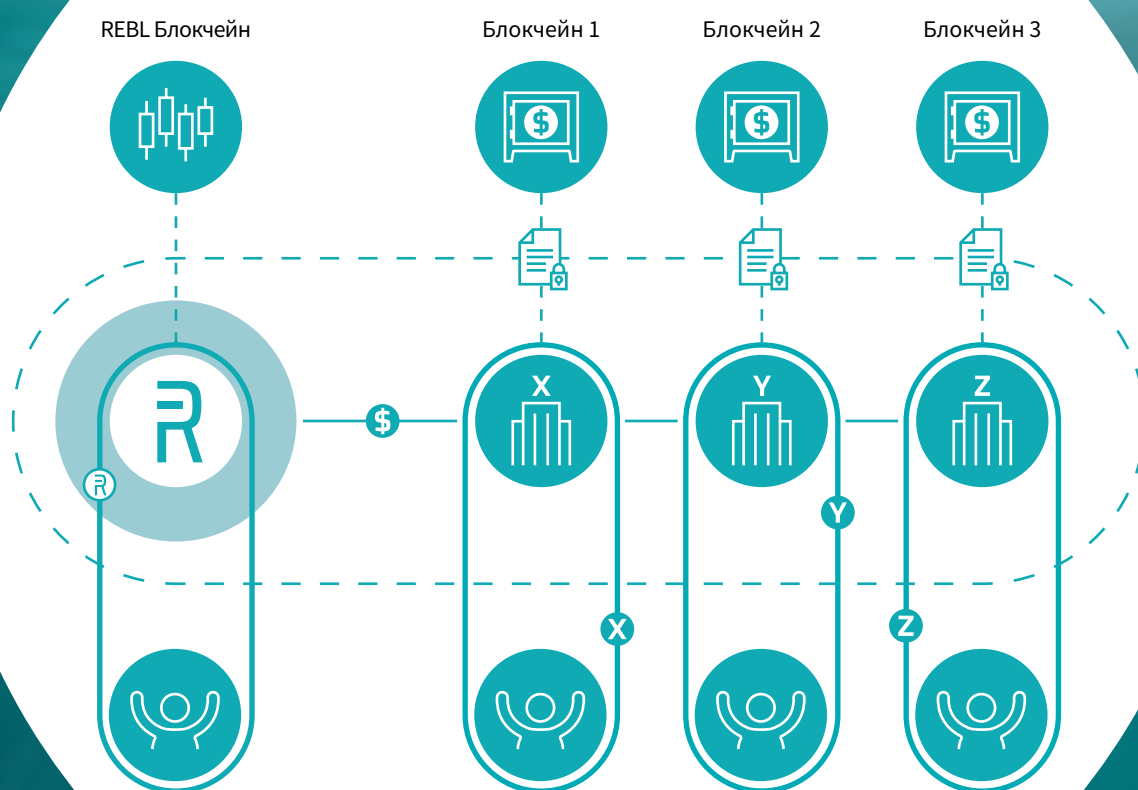 REBL Блокчейн
Блокчейн 1
Блокчейн 2
Блокчейн 3
$
$
$
R
$
X
Y
Z
R
Y
X
Z